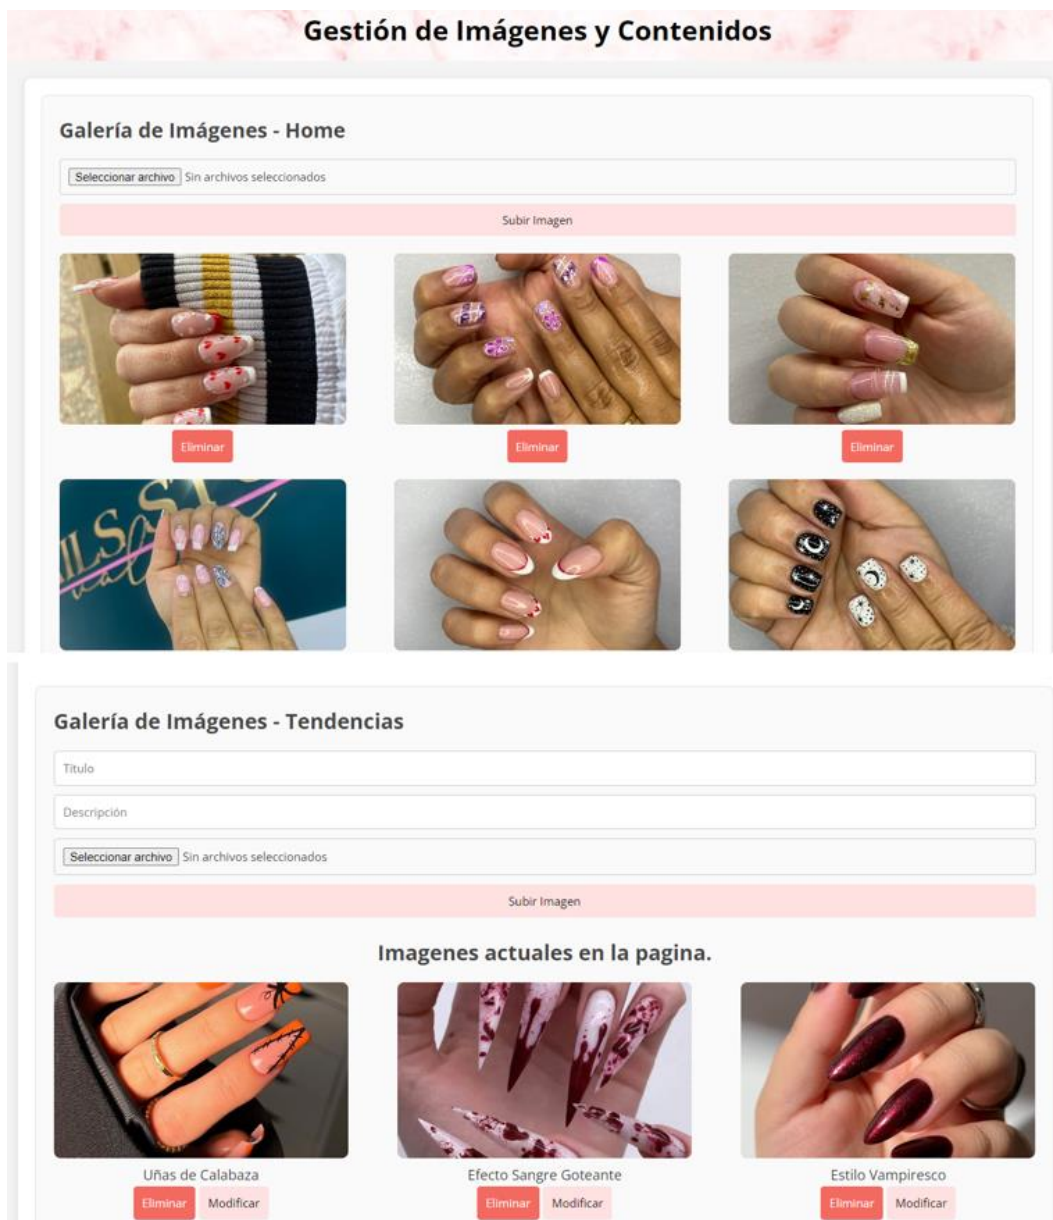 Gestión de Imágenes y Contenidos
Galería de Imágenes - Home
Seleccionar archivo Sin archivos seleccionados
Subir Imagen
Eliminar Eliminar Eliminar
Galería de Imágenes - Tendencias
Título
Descripción
Seleccionar archivo Sin archivos seleccionados
Subir Imagen
Imagenes actuales en la pagina.
Uñas de Calabaza Efecto Sangre Goteante Estilo Vampiresco
Eliminar Modificar Eliminar Modificar Eliminar Modificar